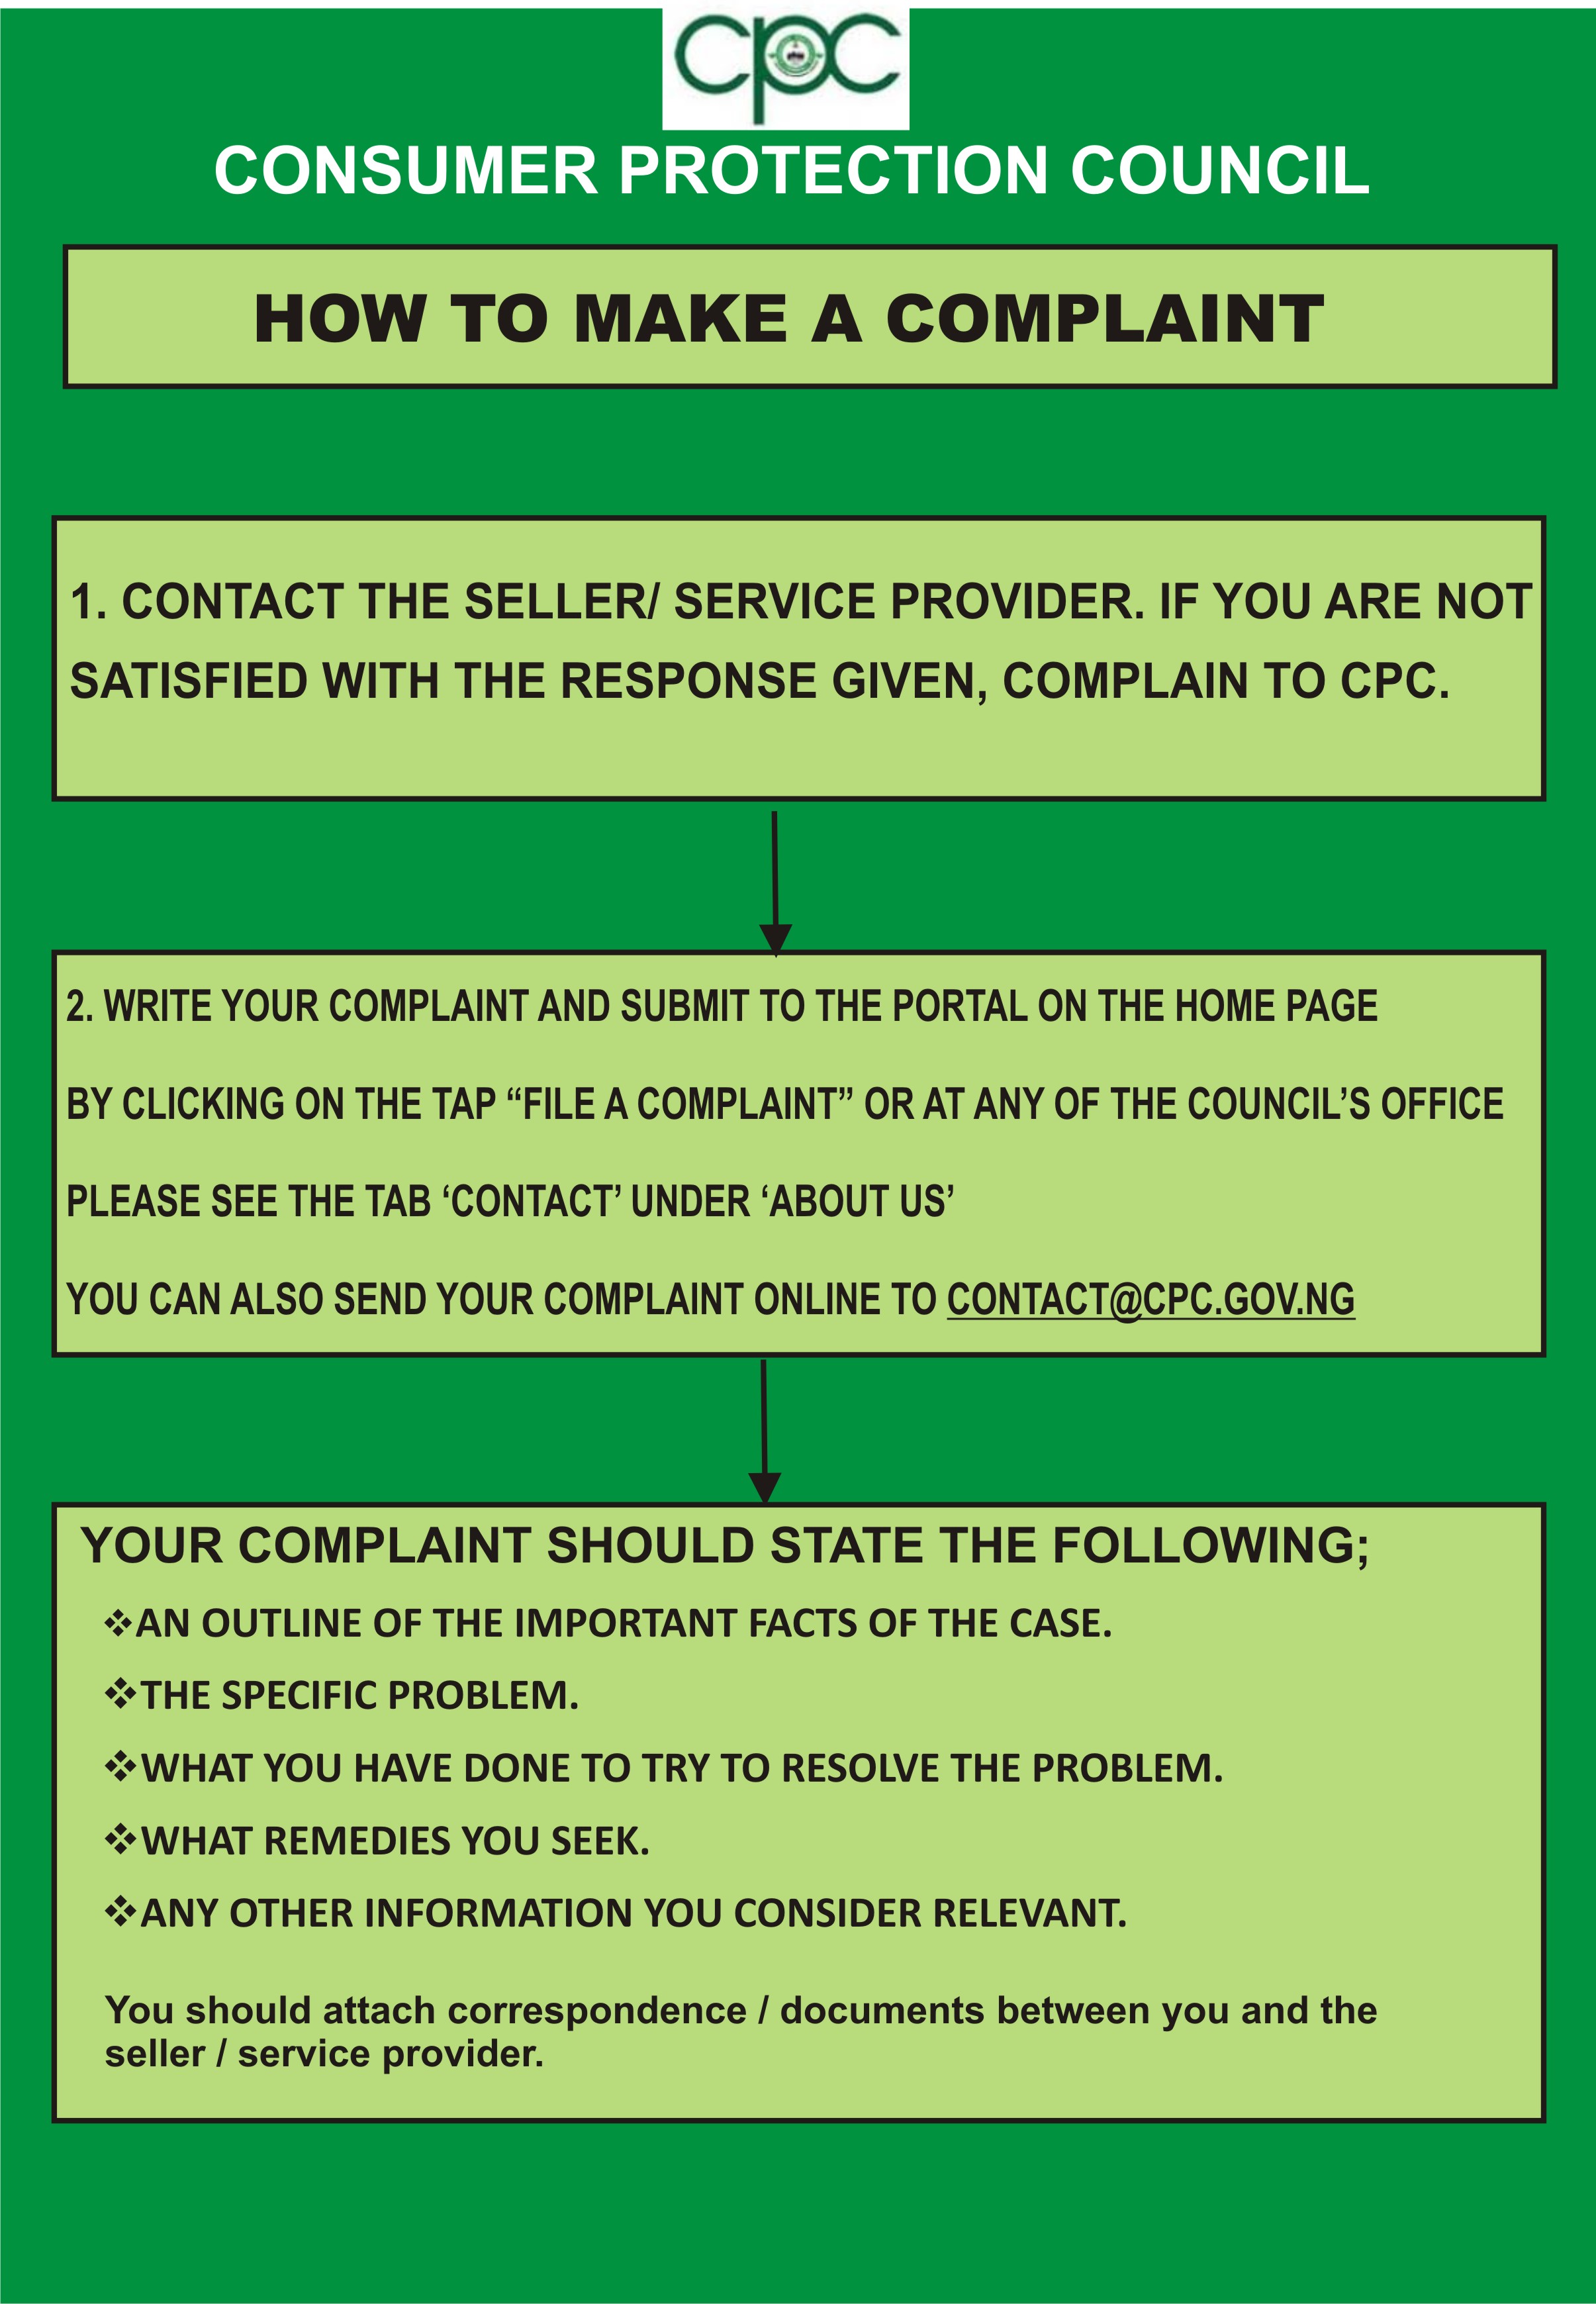 cpc
CONSUMER PROTECTION COUNCIL
HOW TO MAKE A COMPLAINT
1. CONTACT THE SELLER/ SERVICE PROVIDER. IF YOU ARE NOT
SATISFIED WITH THE RESPONSE GIVEN, COMPLAIN TO CPC.
2. WRITE YOUR COMPLAINT AND SUBMIT TO THE PORTAL ON THE HOME PAGE
BY CLICKING ON THE TAP “FILE A COMPLAINT” OR AT ANY OF THE COUNCIL’S OFFICE
PLEASE SEE THE TAB ‘CONTACT’ UNDER ‘ABOUT US’
YOU CAN ALSO SEND YOUR COMPLAINT ONLINE TO CONTACT@CPC.GOV.NG
YOUR COMPLAINT SHOULD STATE THE FOLLOWING;
❖AN OUTLINE OF THE IMPORTANT FACTS OF THE CASE.
❖THE SPECIFIC PROBLEM.
❖WHAT YOU HAVE DONE TO TRY TO RESOLVE THE PROBLEM.
❖WHAT REMEDIES YOU SEEK.
❖ANY OTHER INFORMATION YOU CONSIDER RELEVANT.
You should attach correspondence / documents between you and the
seller / service provider.